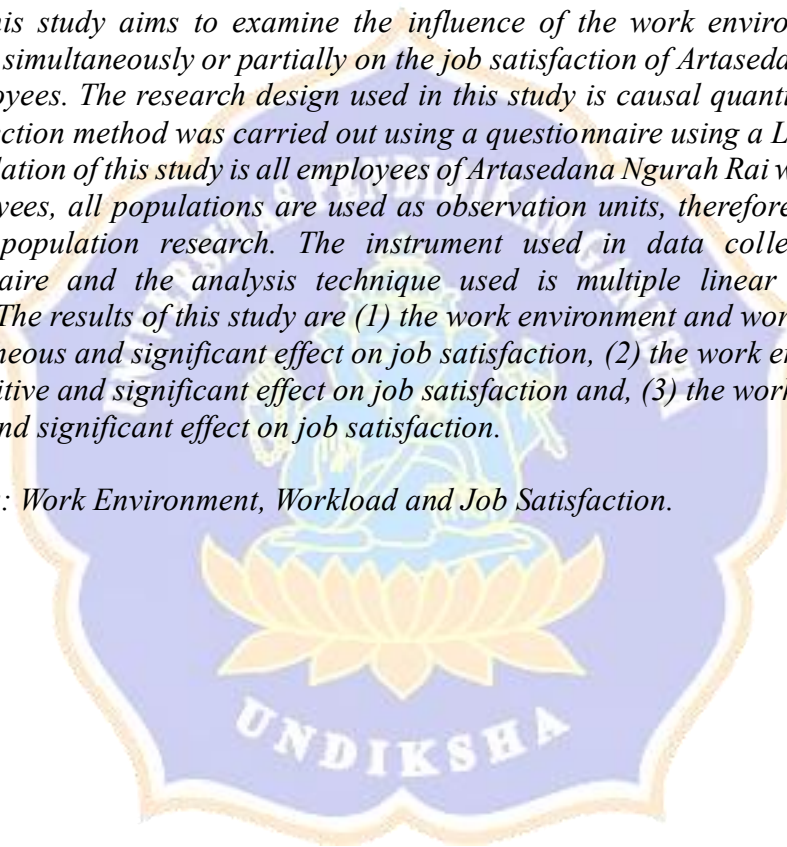 his study aims to examine the influence of the work enviro
simultaneously or partially on the job satisfaction of Artaseda
oyees. The research design used in this study is causal quanti
ection method was carried out using a questionnaire using a L
lation of this study is all employees of Artasedana Ngurah Rai w
yees, all populations are used as observation units, therefore
population research. The instrument used in data colle
aire and the analysis technique used is multiple linear
The results of this study are (1) the work environment and wor
neous and significant effect on job satisfaction, (2) the work e
itive and significant effect on job satisfaction and, (3) the work
nd significant effect on job satisfaction.
: Work Environment, Workload and Job Satisfaction.
UNIVERSITAS PENDIDIKAN GANESHA
UNDIKSHA